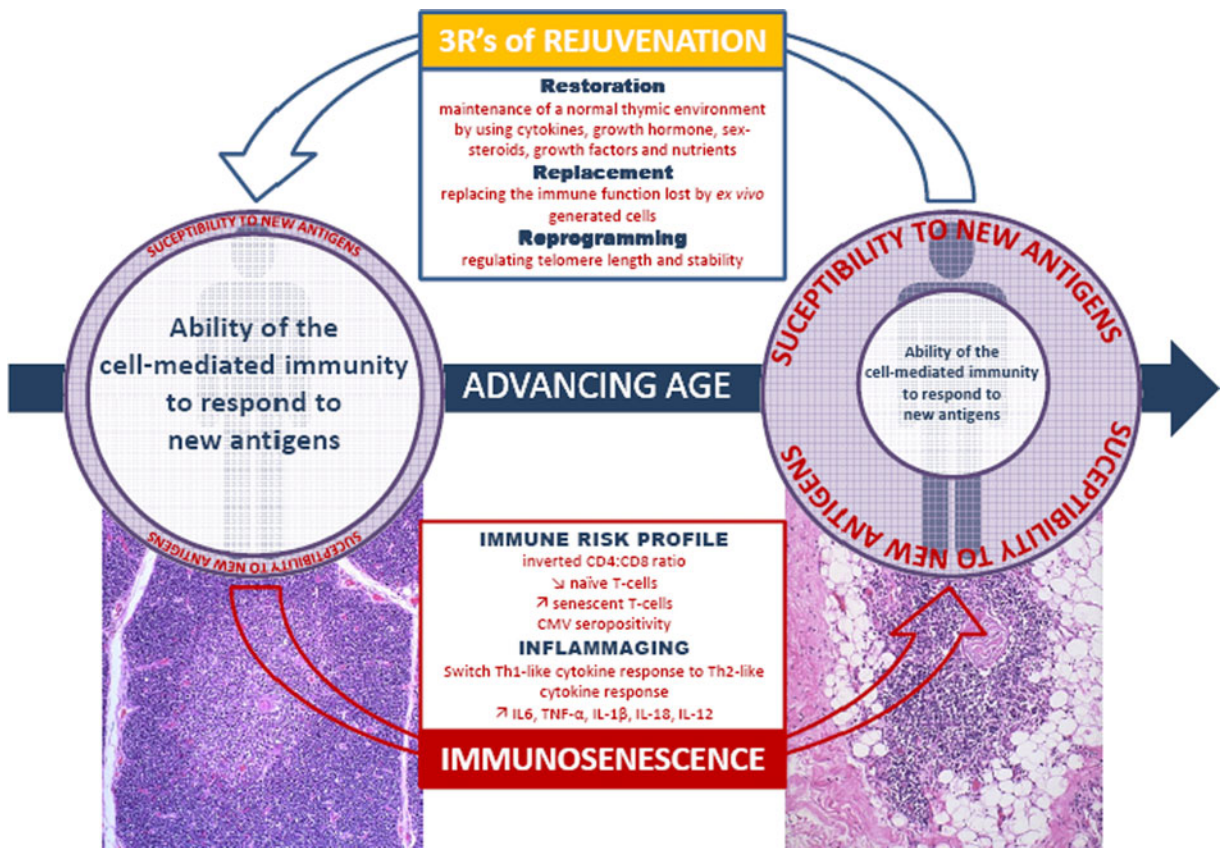 3R's of REJUVENATION
Restoration
maintenance of a normal thymic environment
by using cytokines, growth hormone, sex-
steroids, growth factors and nutrients
Replacement
replacing the immune function lost by ex vivo
generated cells
Reprogramming
regulating telomere length and stability
SUCEPTIBILITY TO NEW ANTIGENS
Ability of the
cell-mediated immunity
to respond to
new antigens
SUCEPTIBILITY TO NEW ANTIGENS
ADVANCING AGE
SUCEPTIBILITY TO NEW ANTIGENS
Ability of the
cell-mediated immunity
to respond to
new antigens
SUCEPTIBILITY TO NEW ANTIGENS
IMMUNE RISK PROFILE
inverted CD4:CD8 ratio
↘ naïve T-cells
↗ senescent T-cells
CMV seropositivity
INFLAMMAGING
Switch Th1-like cytokine response to Th2-like
cytokine response
↗ IL6, TNF-α, IL-1β, IL-18, IL-12
IMMUNOSENESCENCE